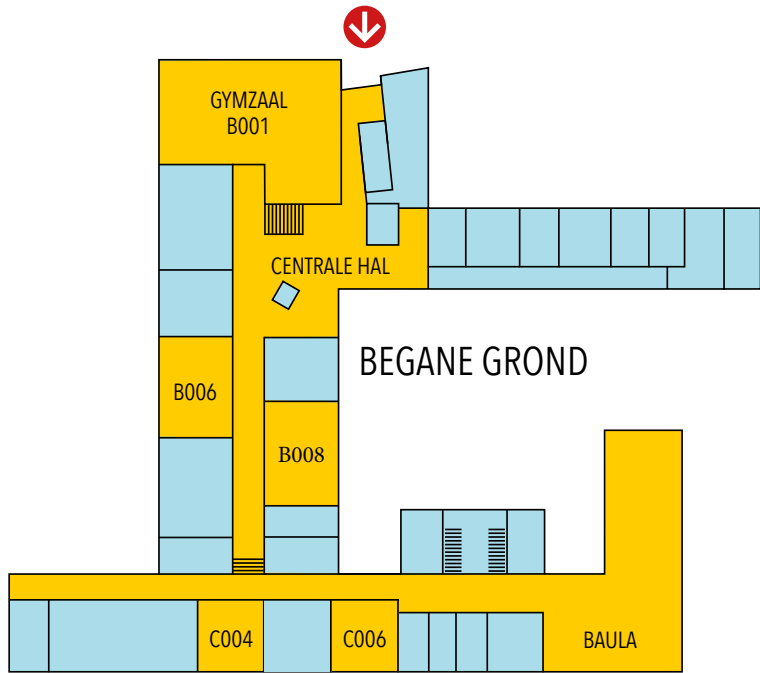 GYMZAAL
B001
CENTRALE HAL
BEGANE GROND
B006
B008
C004
C006
BAULA